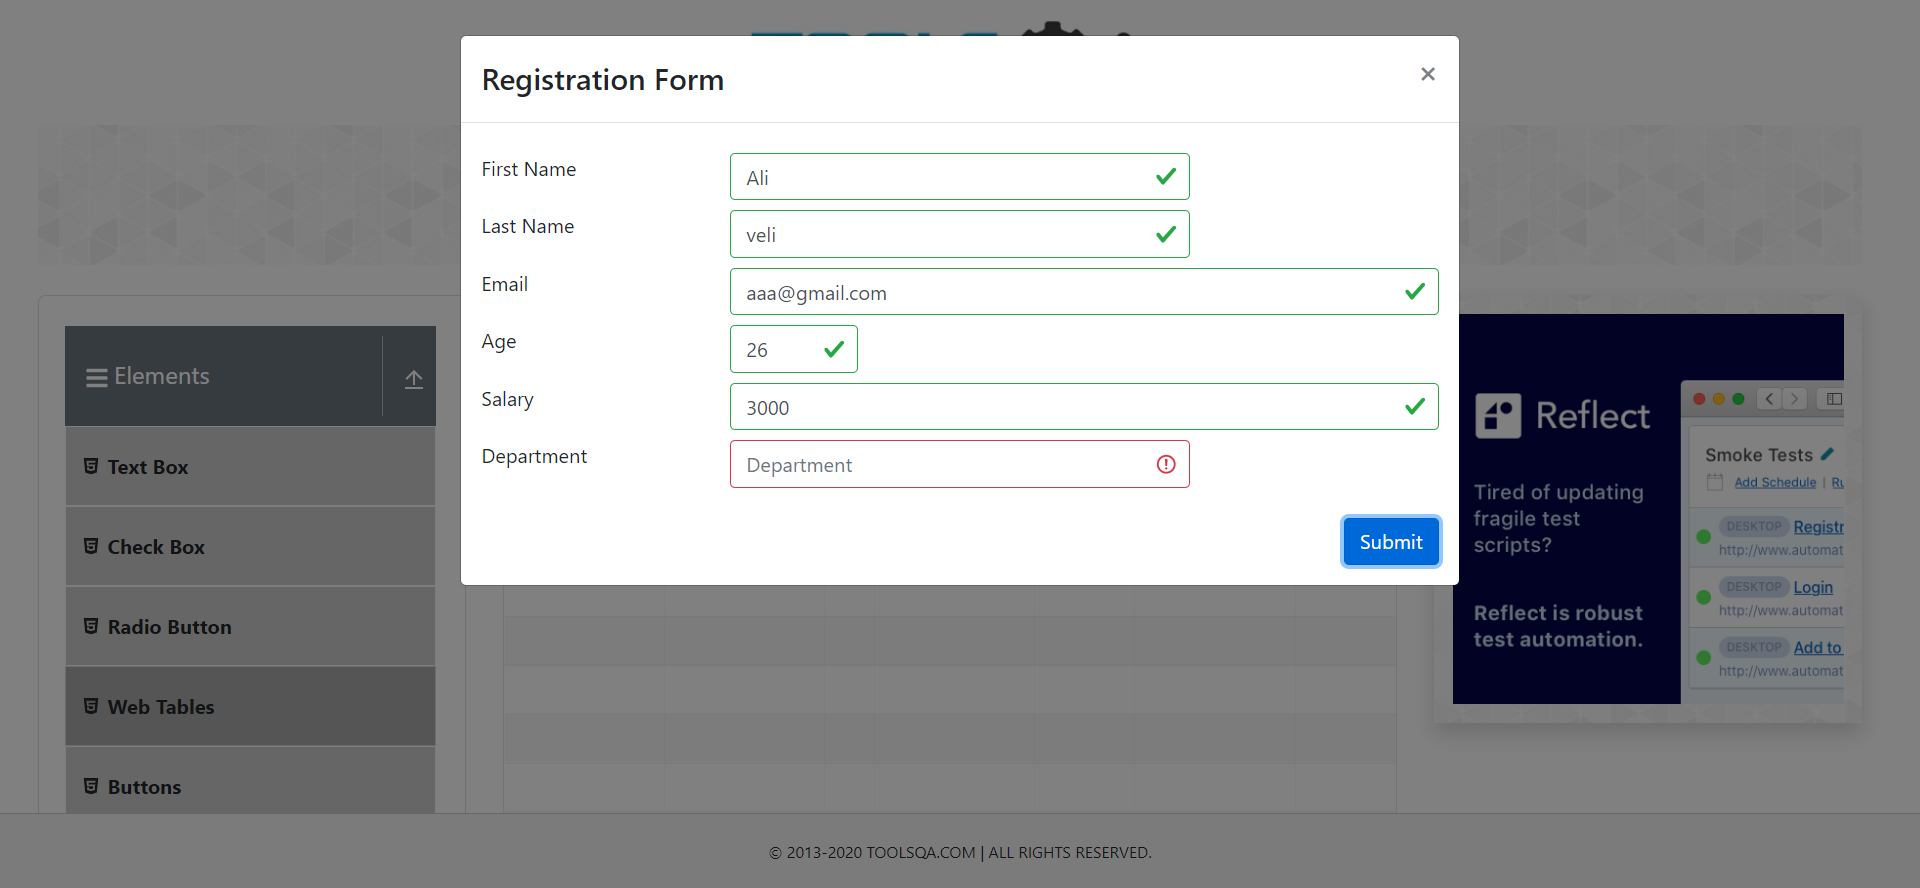 Registration Form
×
First Name
Ali
Last Name
veli
Email
aaa@gmail.com
Age
26
Salary
3000
Department
Department
Submit
Elements
Text Box
Check Box
Radio Button
Web Tables
Buttons
Reflect
Tired of updating
fragile test
scripts?
Reflect is robust
test automation.
Smoke Tests
Add Schedule | Ru
DESKTOP Registr
http://www.automat
DESKTOP Login
http://www.automat
DESKTOP Add to
http://www.automat
© 2013-2020 TOOLSQA.COM | ALL RIGHTS RESERVED.